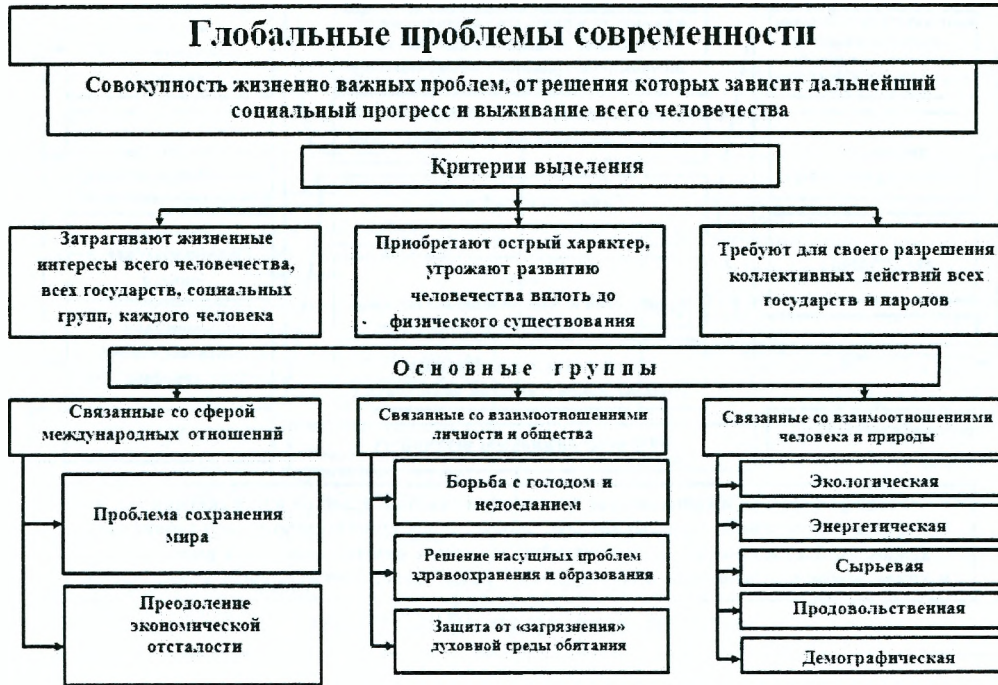 Глобальные проблемы современности
Совокупность жизненно важных проблем, от решения которых зависит дальнейший
социальный прогресс и выживание всего человечества
Критерии выделения
Затрагивают жизненные
интересы всего человечества,
всех государств, социальных
групп, каждого человека
Приобретают острый характер,
угрожают развитию
человечества вплоть до
физического существования
Требуют для своего разрешения
коллективных действий всех
государств и народов
Основные группы
Связанные со сферой
международных отношений
Проблема сохранения
мира
Преодоление
экономической
отсталости
Связанные со взаимоотношениями
личности и общества
Борьба с голодом и
недоеданием
Решение насущных проблем
здравоохранения и образования
Защита от «загрязнения»
духовной среды обитания
Связанные со взаимоотношениями
человека и природы
Экологическая
Энергетическая
Сырьевая
Продовольственная
Демографическая